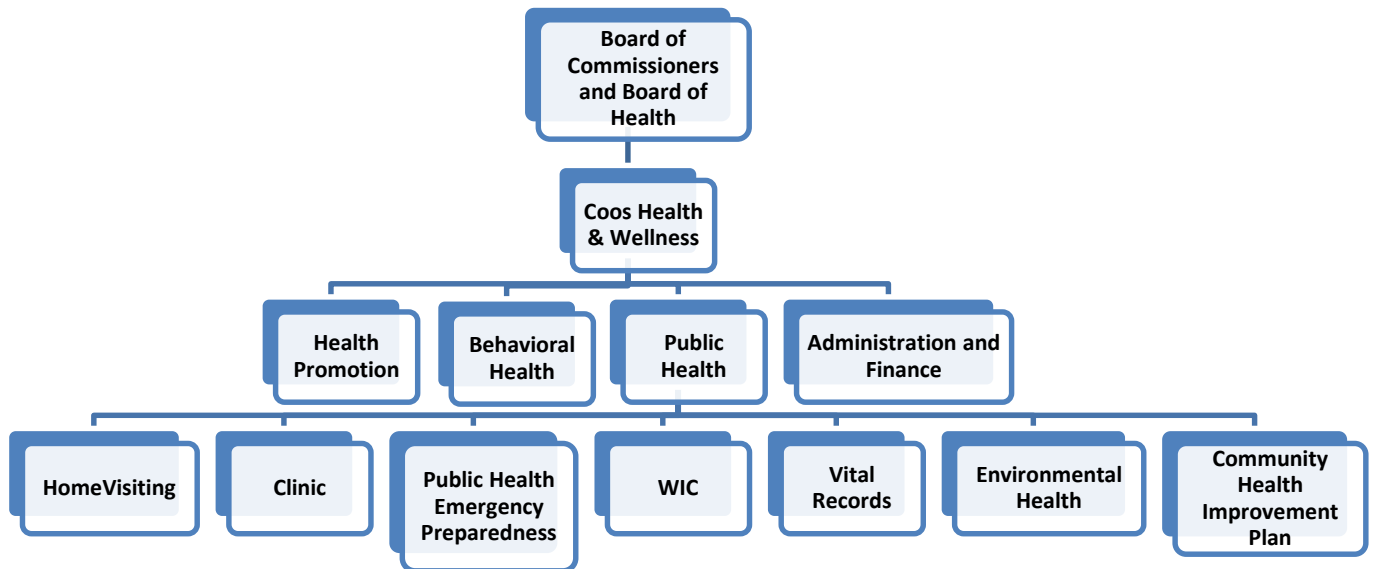 Board of
Commissioners
and Board of
Health
Coos Health
& Wellness
Health
Promotion
Behavioral
Health
Public
Health
Administration and
Finance
HomeVisiting
Clinic
Public Health
Emergency
Preparedness
WIC
Vital
Records
Environmental
Health
Community
Health
Improvement
Plan